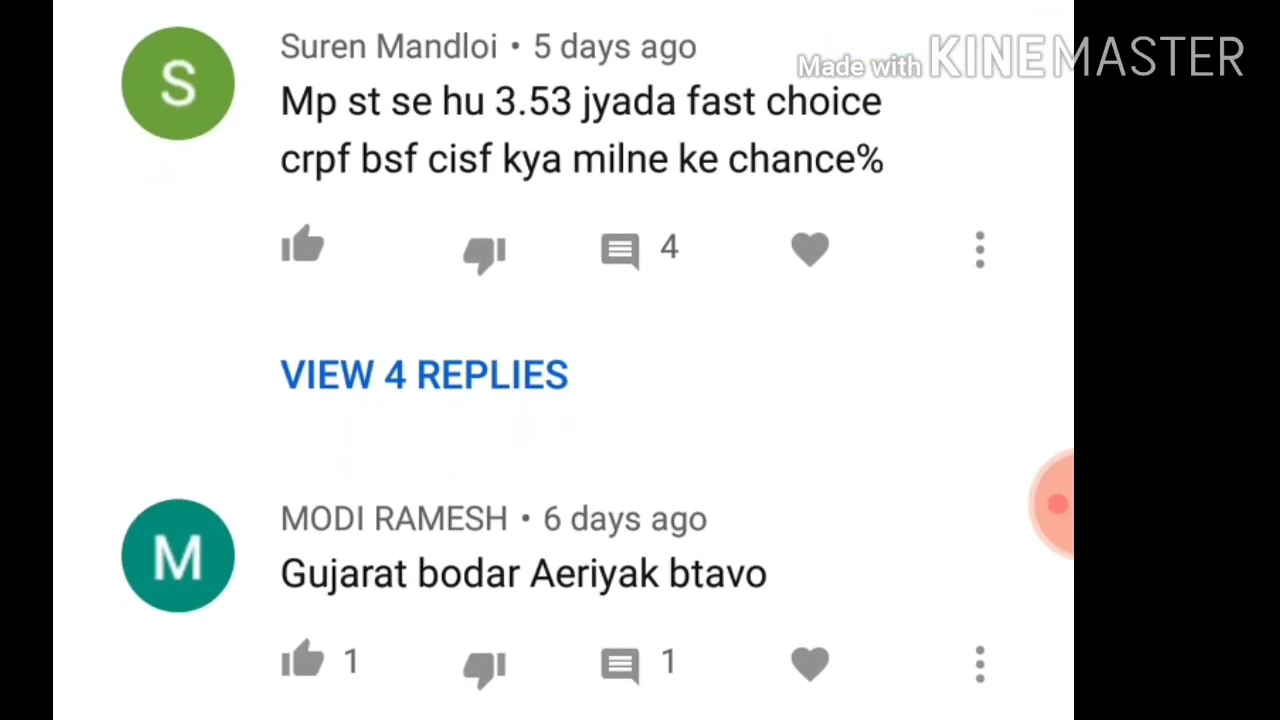 S
Suren Mandloi • 5 days ago
Made with KINEMASTER
Mp st se hu 3.53 jyada fast choice
crpf bsf cisf kya milne ke chance%
4
VIEW 4 REPLIES
M
MODI RAMESH • 6 days ago
Gujarat bodar Aeriyak btavo
1 1